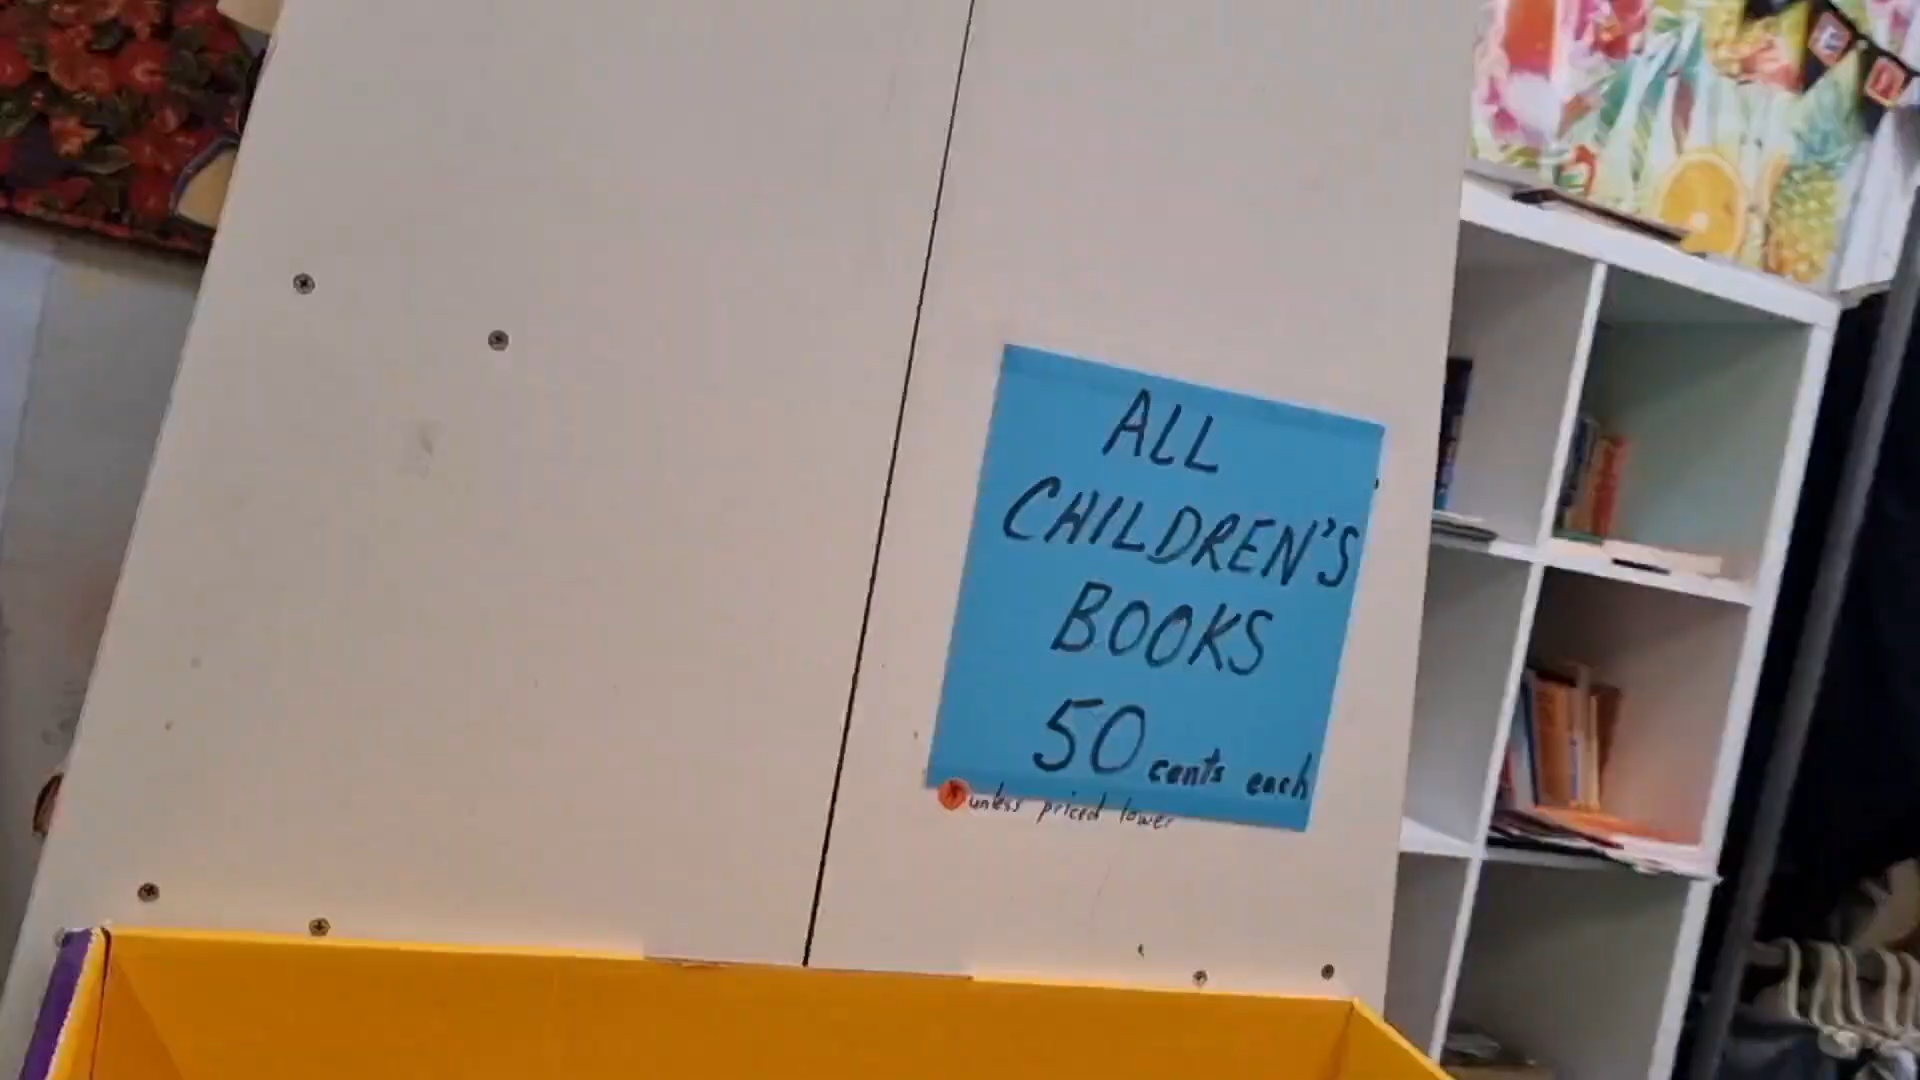 ALL
CHILDREN'S
BOOKS
50 cents each
* unless priced lower